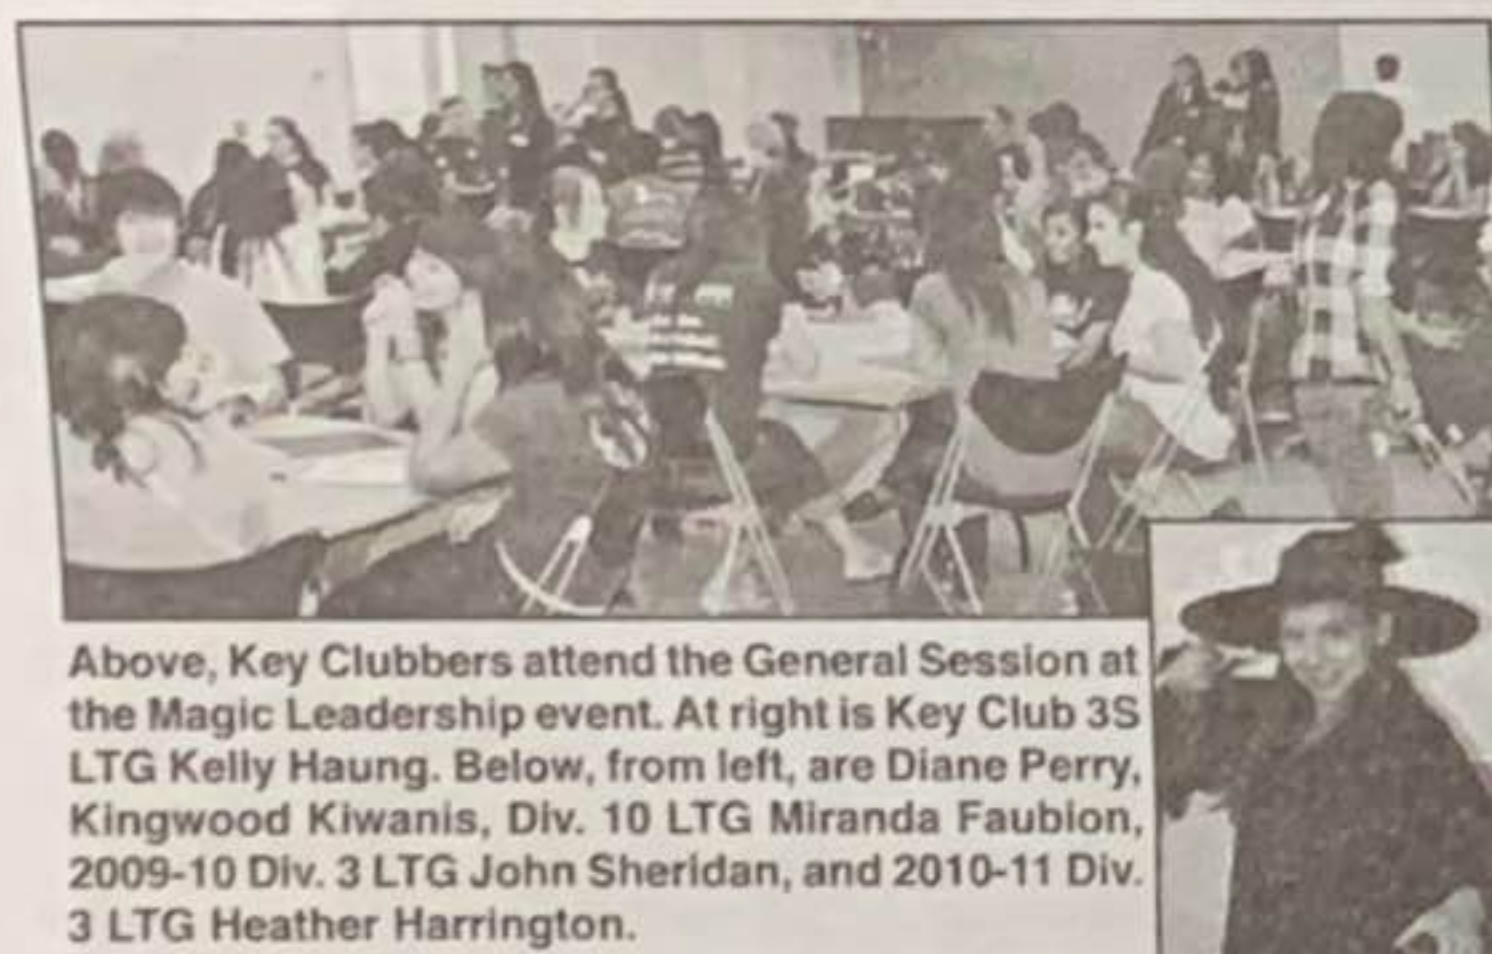 Above, Key Clubbers attend the General Session at
the Magic Leadership event. At right is Key Club 3S
LTG Kelly Haung. Below, from left, are Diane Perry,
Kingwood Kiwanis, Div. 10 LTG Miranda Faubion,
2009-10 Div. 3 LTG John Sheridan, and 2010-11 Div.
3 LTG Heather Harrington.